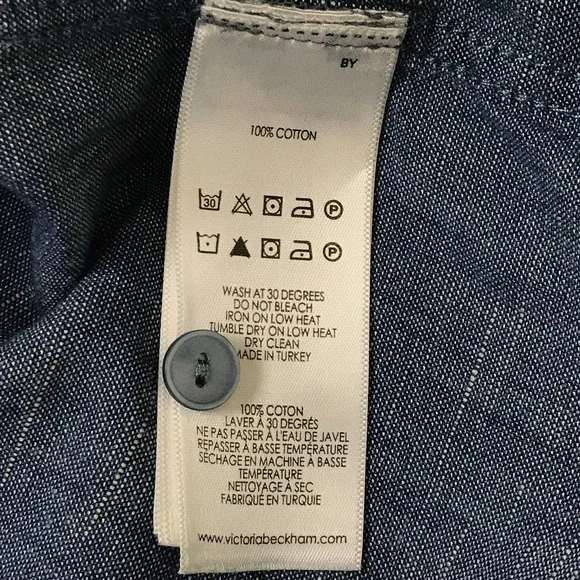 BY
100% COTTON
30
P
P
WASH AT 30 DEGREES
DO NOT BLEACH
IRON ON LOW HEAT
TUMBLE DRY ON LOW HEAT
DRY CLEAN
MADE IN TURKEY
100% COTON
LAVER À 30 DEGRÉS
NE PAS PASSER À L'EAU DE JAVEL
REPASSER À BASSE TEMPÉRATURE
SÉCHAGE EN MACHINE À BASSE
TEMPÉRATURE
NETTOYAGE À SEC
FABRIQUÉ EN TURQUIE
www.victoriabeckham.com